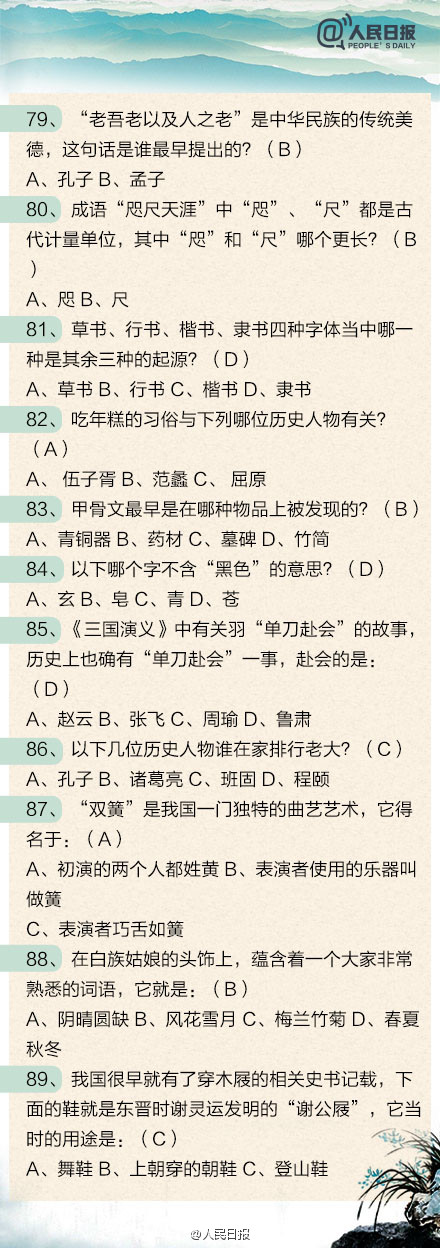 @人民日报
PEOPLE'S DAILY
79、 “老吾老以及人之老”是中华民族的传统美
德，这句话是谁最早提出的？（B）
A、孔子 B、孟子
80、 成语“咫尺天涯”中“咫”、“尺”都是古
代计量单位，其中“咫”和“尺”哪个更长？（B
）
A、咫 B、尺
81、 草书、行书、楷书、隶书四种字体当中哪一
种是其余三种的起源？（D）
A、草书 B、行书 C、楷书 D、隶书
82、 吃年糕的习俗与下列哪位历史人物有关？
（A）
A、 伍子胥 B、范蠡 C、 屈原
83、 甲骨文最早是在哪种物品上被发现的？（B）
A、青铜器 B、药材 C、墓碑 D、竹简
84、 以下哪个字不含“黑色”的意思？（D）
A、玄 B、皂 C、青 D、苍
85、《三国演义》中有关羽“单刀赴会”的故事，
历史上也确有“单刀赴会”一事，赴会的是：
（D）
A、赵云 B、张飞 C、周瑜 D、鲁肃
86、 以下几位历史人物谁在家排行老大？（C）
A、孔子 B、诸葛亮 C、班固 D、程颐
87、 “双簧”是我国一门独特的曲艺艺术，它得
名于：（A）
A、初演的两个人都姓黄 B、表演者使用的乐器叫
做簧
C、表演者巧舌如簧
88、 在白族姑娘的头饰上，蕴含着一个大家非常
熟悉的词语，它就是：（B）
A、阴晴圆缺 B、风花雪月 C、梅兰竹菊 D、春夏
秋冬
89、 我国很早就有了穿木屐的相关史书记载，下
面的鞋就是东晋时谢灵运发明的“谢公屐”，它当
时的用途是：（C）
A、舞鞋 B、上朝穿的朝鞋 C、登山鞋
@人民日报